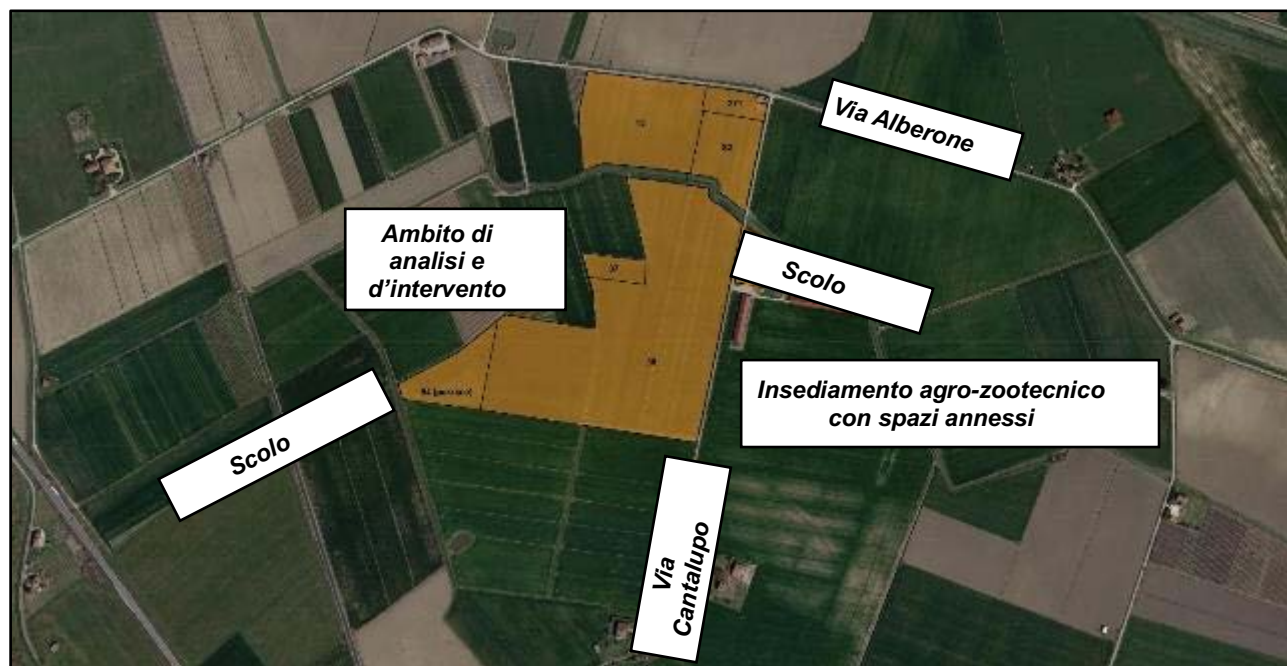 Via Alberone
Ambito di
analisi e
d'intervento
Scolo
Insediamento agro-zootecnico
con spazi annessi
Scolo
Via
Cantalupo